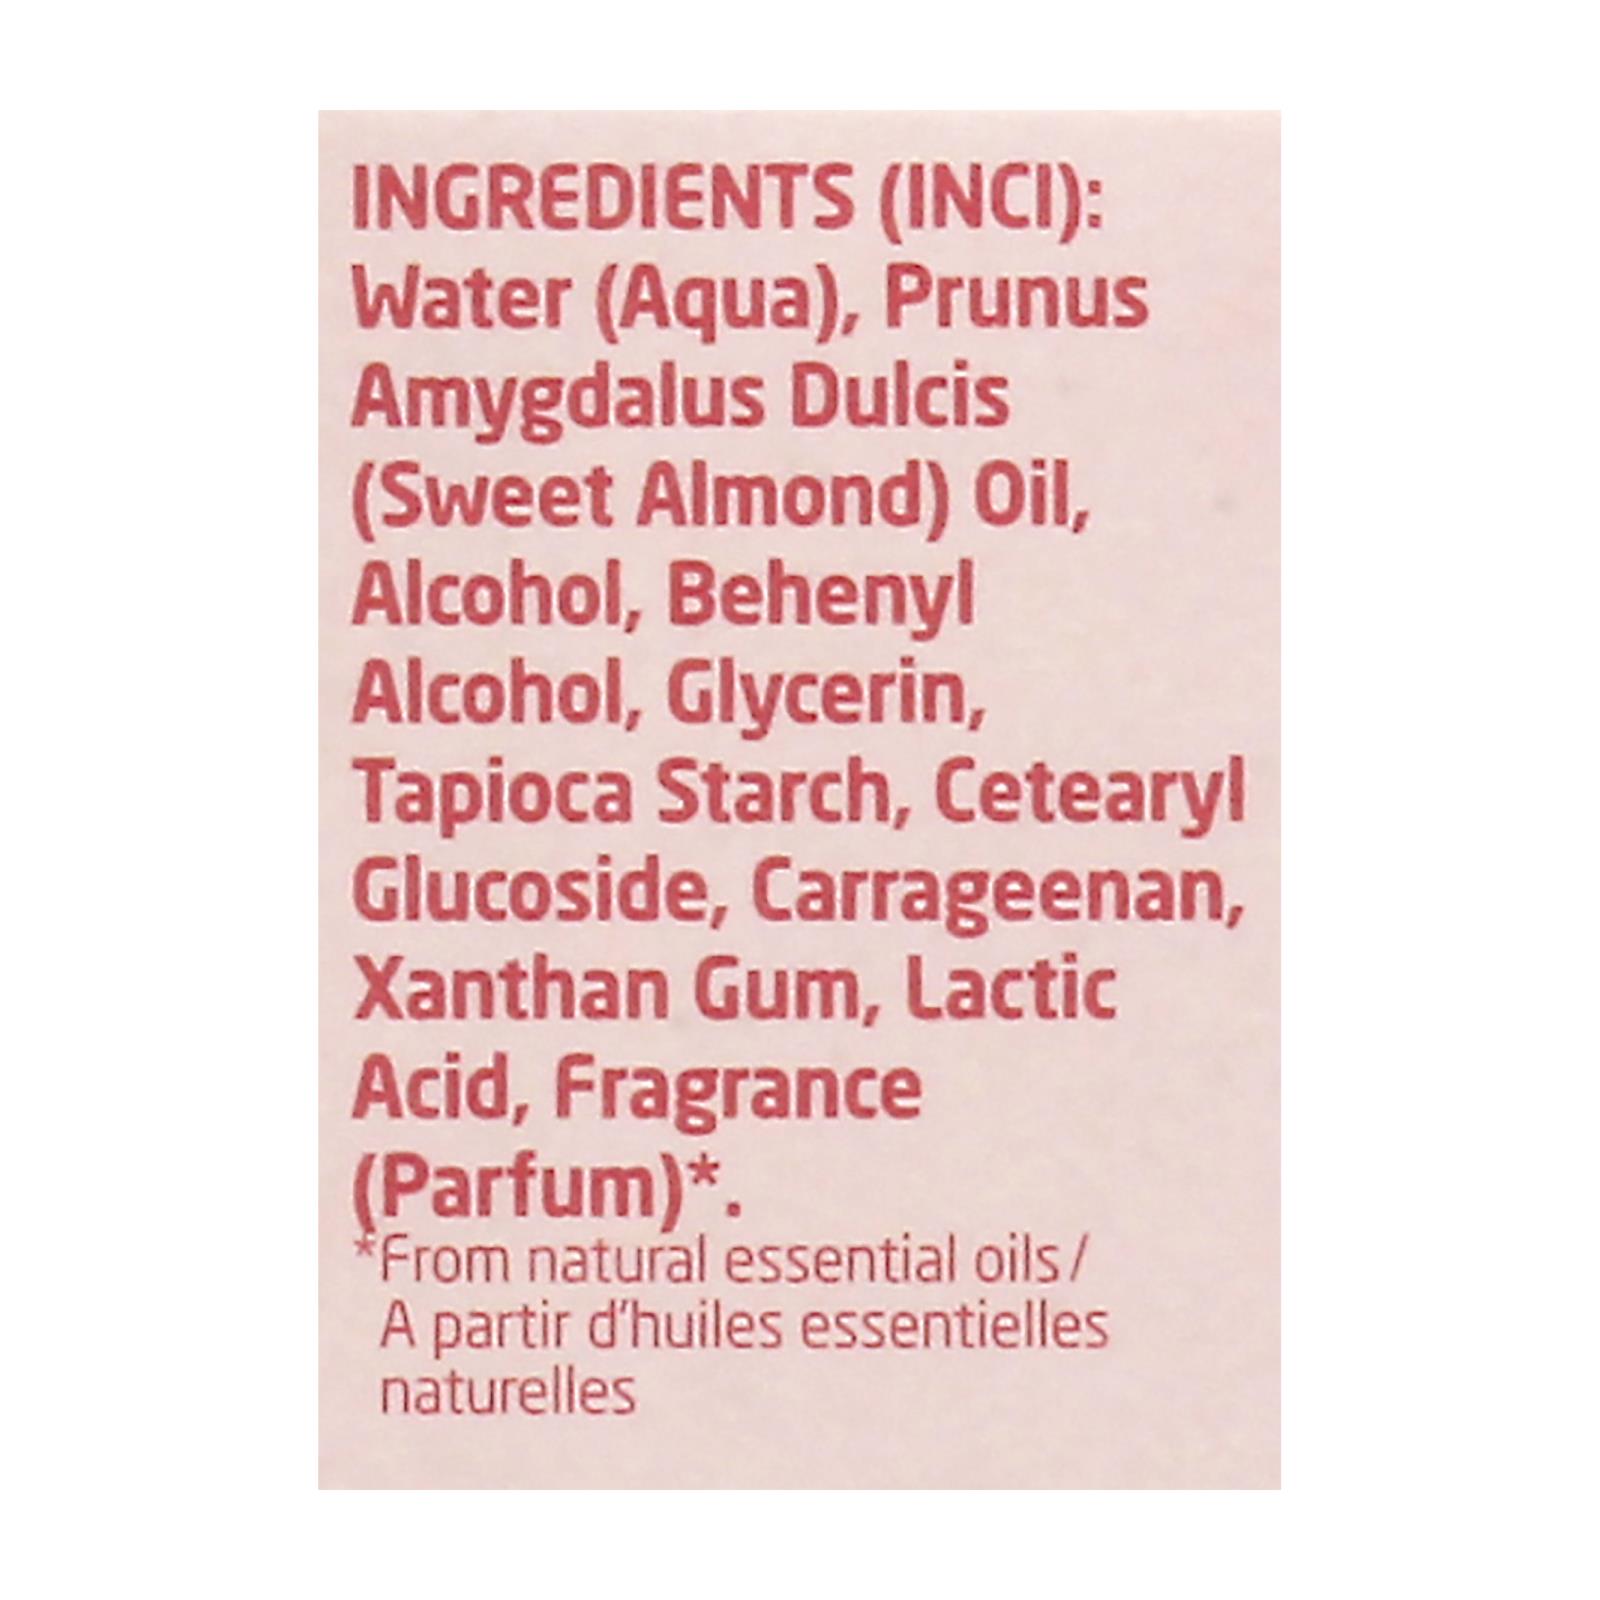 INGREDIENTS (INCI):
Water (Aqua), Prunus
Amygdalus Dulcis
(Sweet Almond) Oil,
Alcohol, Behenyl
Alcohol, Glycerin,
Tapioca Starch, Cetearyl
Glucoside, Carrageenan,
Xanthan Gum, Lactic
Acid, Fragrance
(Parfum)*.
*From natural essential oils /
A partir d'huiles essentielles
naturelles